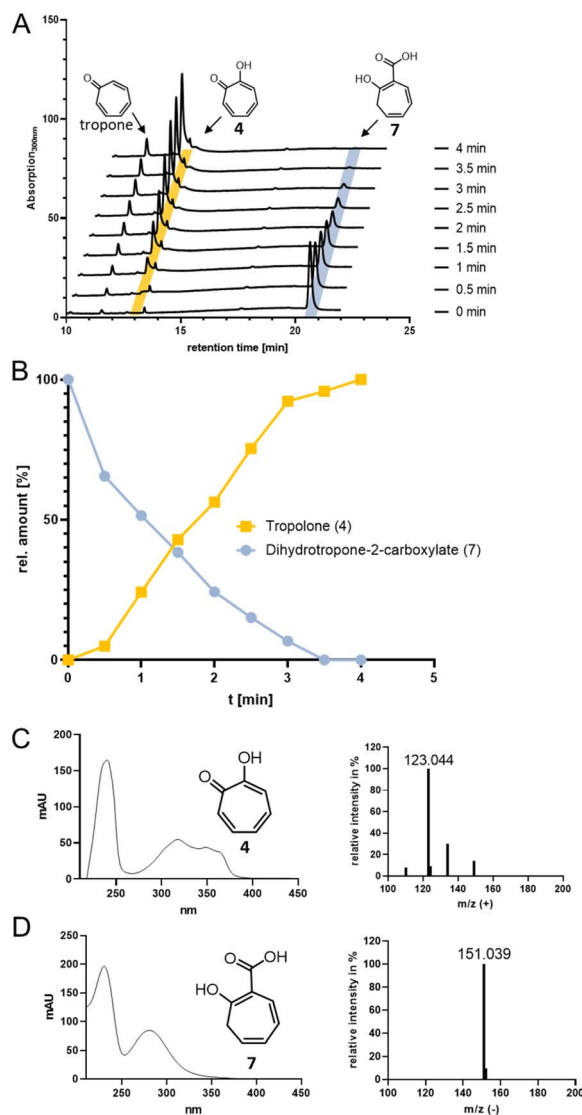 A
Absorption300nm
150
100
50
0
10
15
20
25
retention time [min]
O
tropone
O
OH
4
O
OH
HO
7
4 min
3.5 min
3 min
2.5 min
2 min
1.5 min
1 min
0.5 min
0 min
B
rel. amount [%]
100
50
0
0
1
2
3
4
5
t [min]
Tropolone (4)
Dihydrotropone-2-carboxylate (7)
C
mAU
200
150
100
50
0
250
300
350
400
450
nm
OH
O
4
relative intensity in %
120
100
80
60
40
20
0
123.044
100
120
140
160
180
200
m/z (+)
D
mAU
250
200
150
100
50
0
250
300
350
400
450
nm
O
OH
HO
7
relative intensity in %
120
100
80
60
40
20
0
151.039
100
120
140
160
180
200
m/z (-)